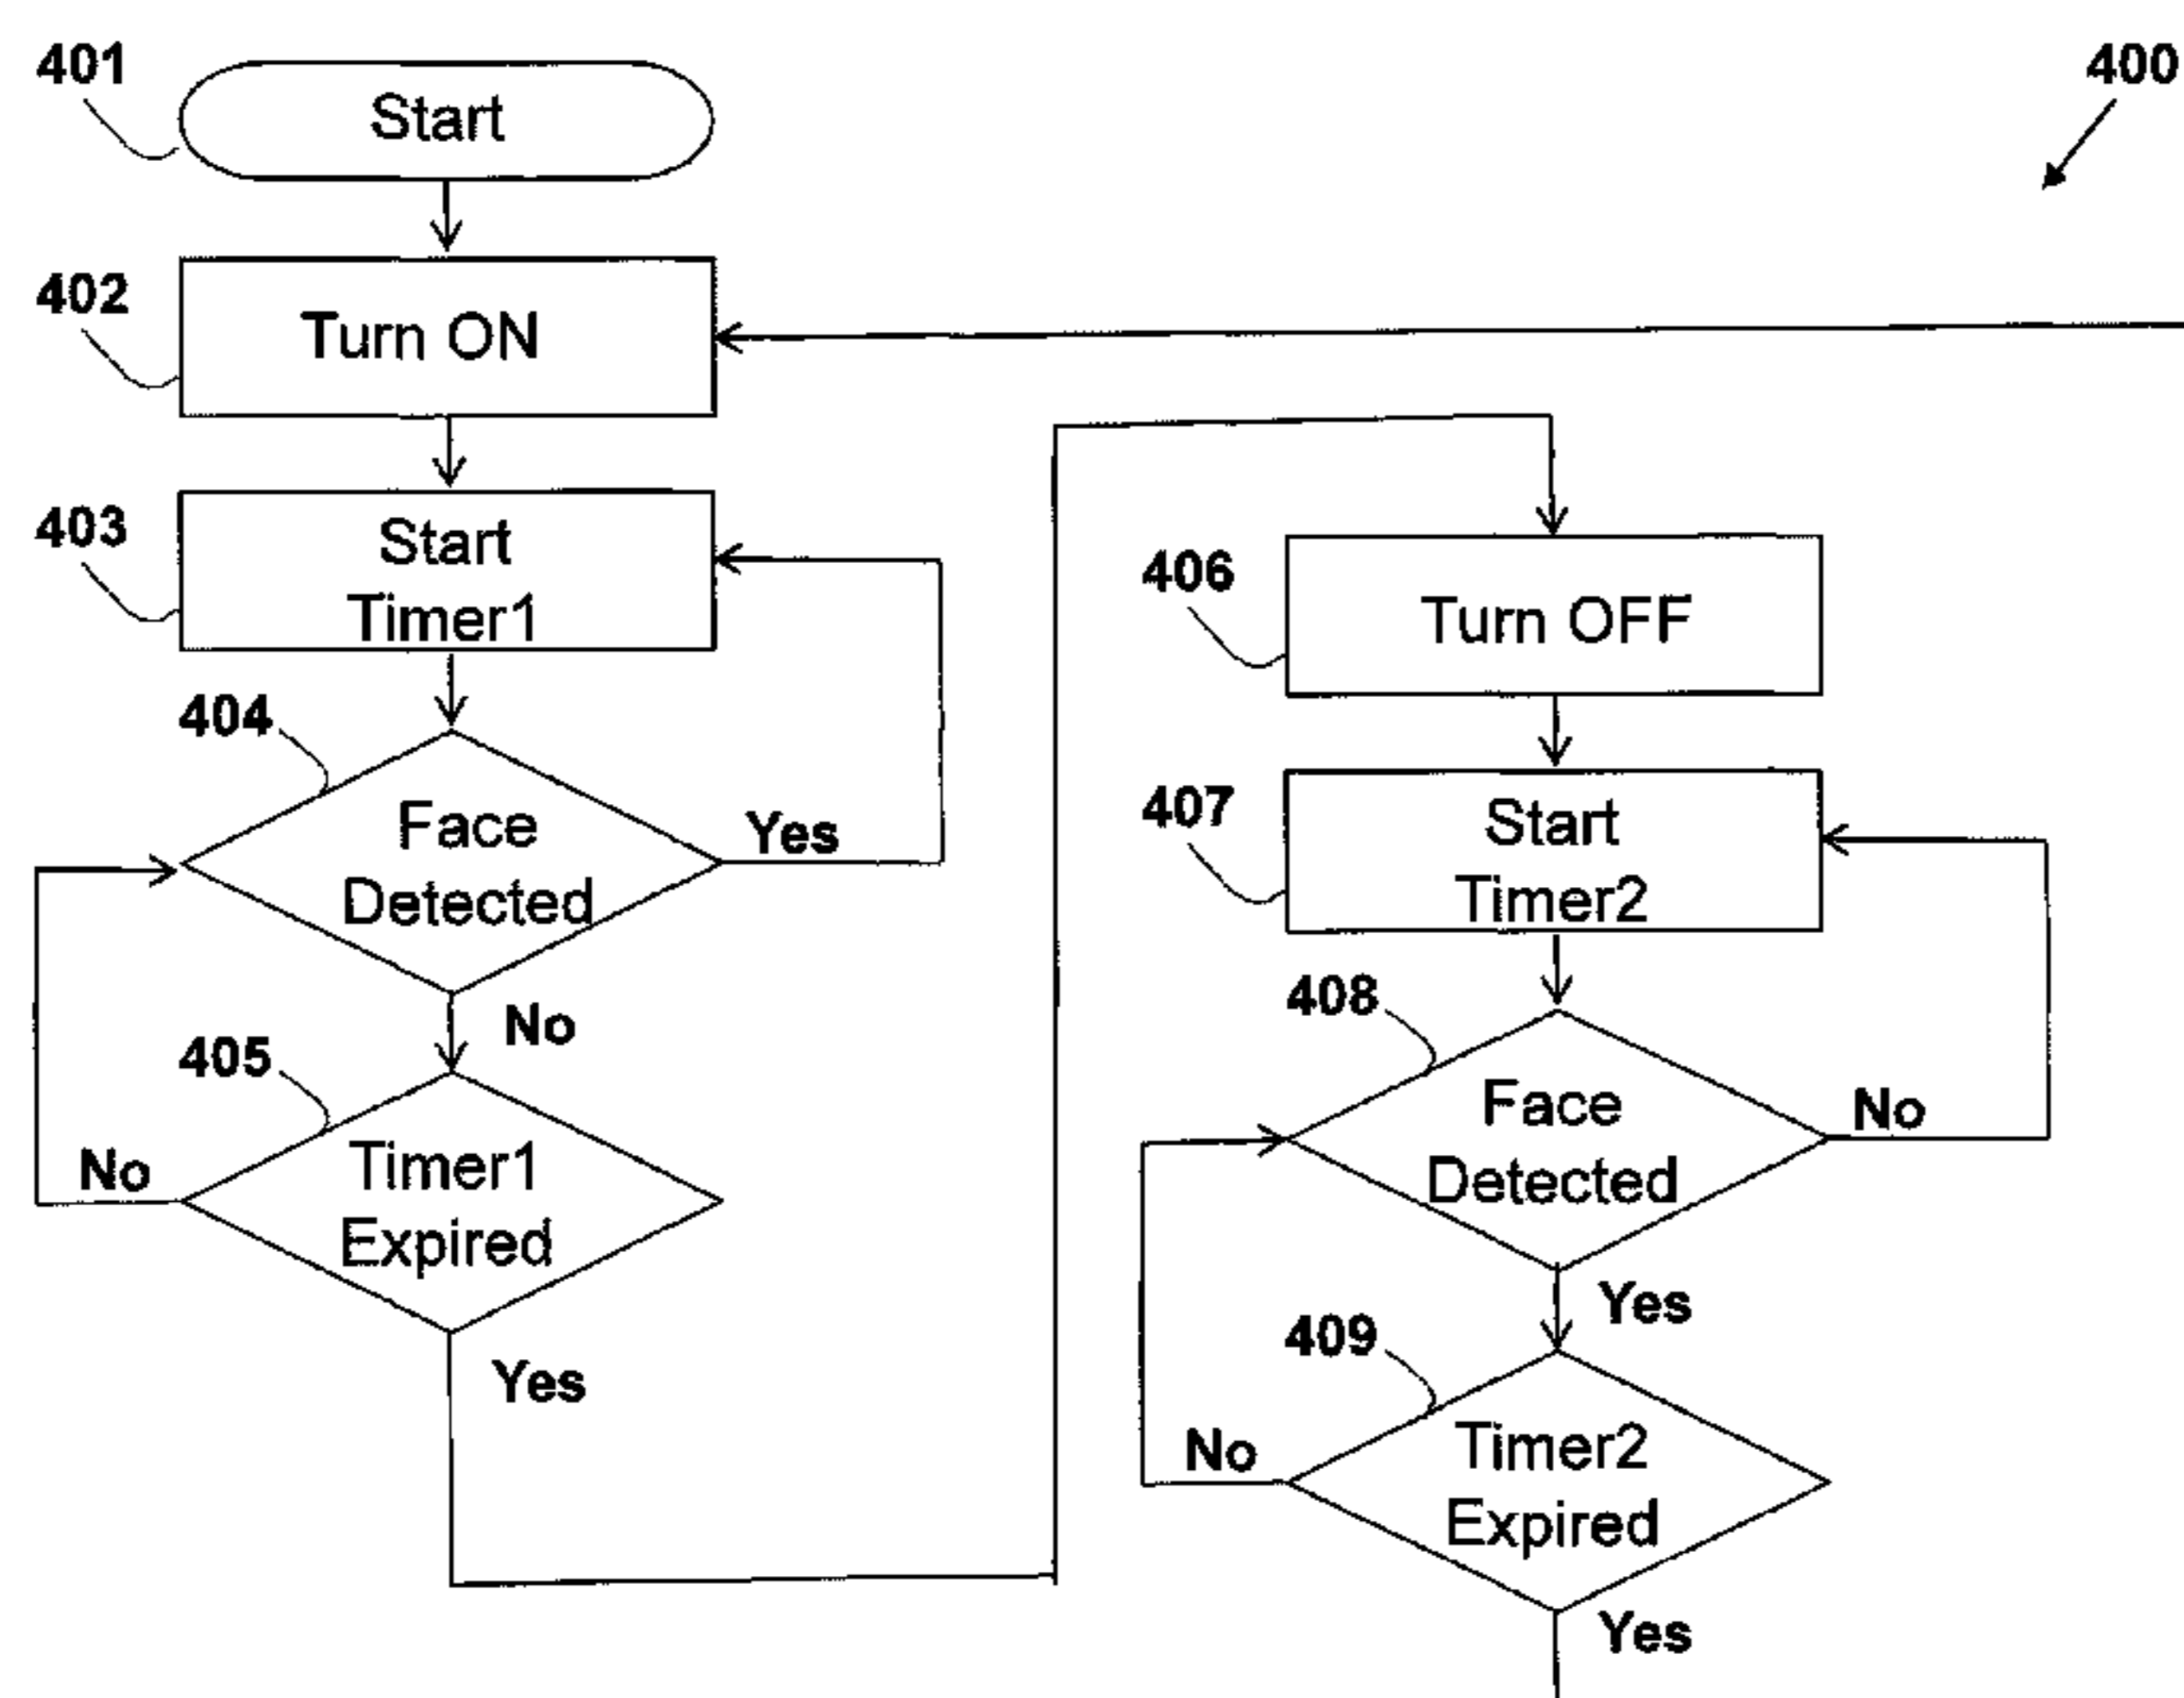 401
Start
400
402
Turn ON
403
Start
Timer1
404
Face
Detected
Yes
No
405
Timer1
Expired
No
Yes
406
Turn OFF
407
Start
Timer2
408
Face
Detected
No
Yes
409
Timer2
Expired
No
Yes